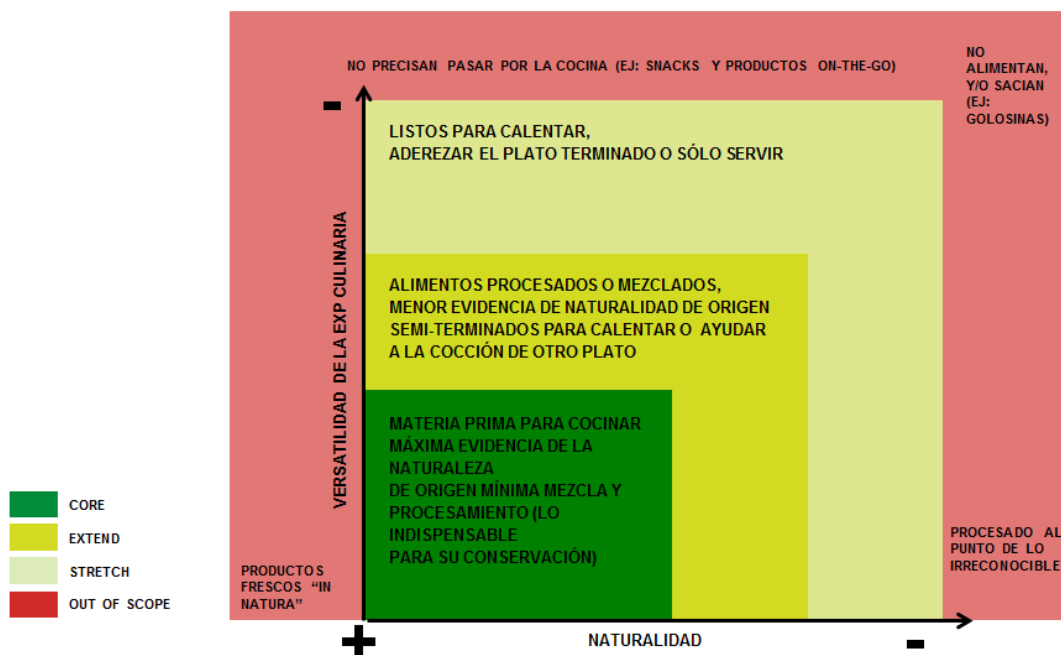 NO PRECISAN PASAR POR LA COCINA (EJ: SNACKS Y PRODUCTOS ON-THE-GO)
NO
ALIMENTAN,
Y/O SACIAN
(EJ:
GOLOSINAS)
-
LISTOS PARA CALENTAR,
ADEREZAR EL PLATO TERMINADO O SÓLO SERVIR
VERSATILIDAD DE LA EXP CULINARIA
ALIMENTOS PROCESADOS O MEZCLADOS,
MENOR EVIDENCIA DE NATURALIDAD DE ORIGEN
SEMI-TERMINADOS PARA CALENTAR O AYUDAR
A LA COCCIÓN DE OTRO PLATO
MATERIA PRIMA PARA COCINAR
MÁXIMA EVIDENCIA DE LA
NATURALEZA
DE ORIGEN MÍNIMA MEZCLA Y
PROCESAMIENTO (LO
INDISPENSABLE
PARA SU CONSERVACIÓN)
CORE
EXTEND
STRETCH
OUT OF SCOPE
PRODUCTOS
FRESCOS “IN
NATURA”
PROCESADO AL
PUNTO DE LO
IRRECONOCIBLE
+
NATURALIDAD
-